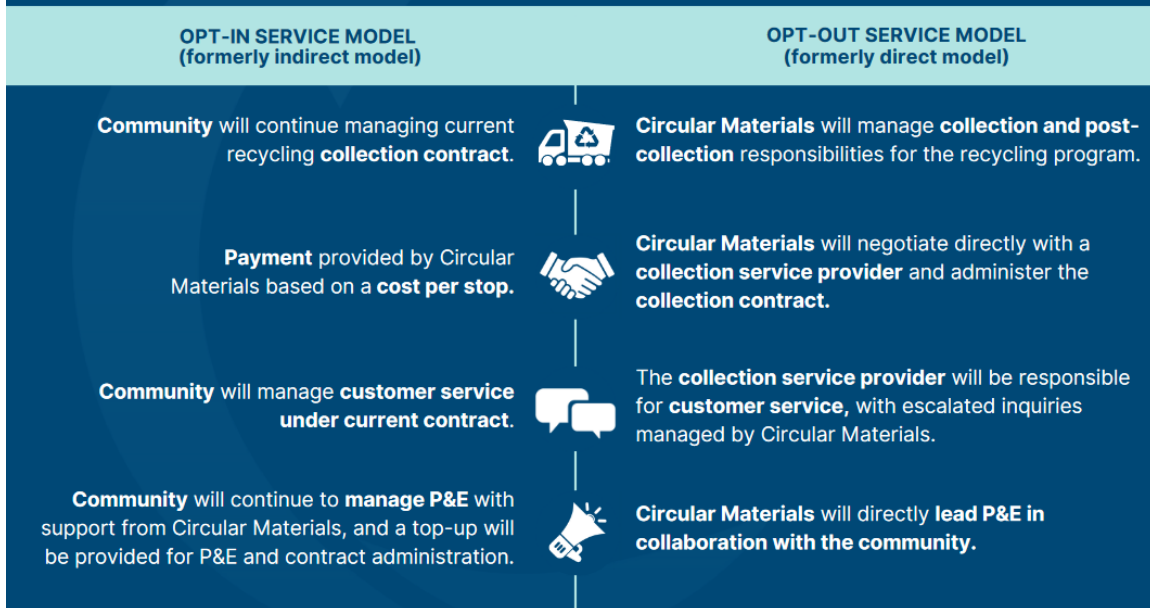 OPT-IN SERVICE MODEL
(formerly indirect model)
OPT-OUT SERVICE MODEL
(formerly direct model)
Community will continue managing current
recycling collection contract.
Circular Materials will manage collection and post-
collection responsibilities for the recycling program.
Payment provided by Circular
Materials based on a cost per stop.
Circular Materials will negotiate directly with a
collection service provider and administer the
collection contract.
Community will manage customer service
under current contract.
The collection service provider will be responsible
for customer service, with escalated inquiries
managed by Circular Materials.
Community will continue to manage P&E with
support from Circular Materials, and a top-up will
be provided for P&E and contract administration.
Circular Materials will directly lead P&E in
collaboration with the community.